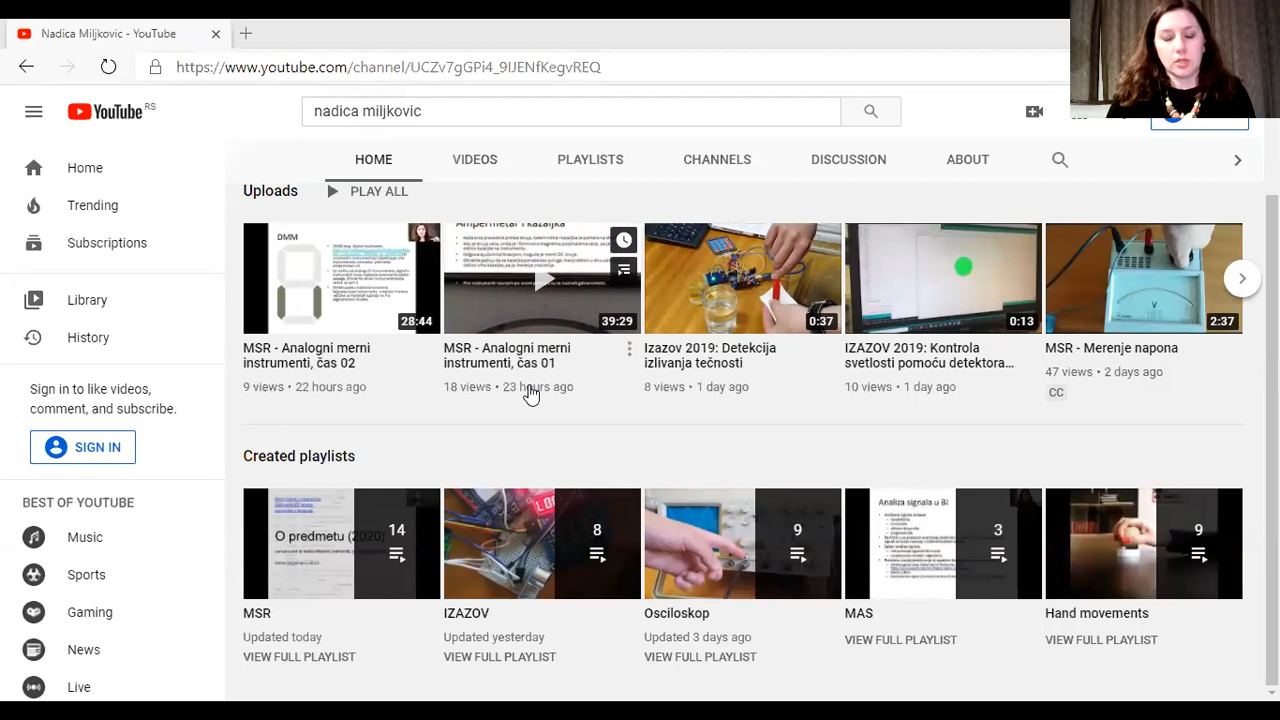 Nadica Miljkovic - YouTube
https://www.youtube.com/channel/UCZv7gGPi4_9IJENfKegvREQ
YouTube RS
nadica miljkovic
HOME VIDEOS PLAYLISTS CHANNELS DISCUSSION ABOUT
Home
Trending
Subscriptions
Library
History
Sign in to like videos,
comment, and subscribe.
SIGN IN
BEST OF YOUTUBE
Music
Sports
Gaming
News
Live
Uploads PLAY ALL
DMM
28:44
MSR - Analogni merni
instrumenti, čas 02
9 views • 22 hours ago
Ampermetar i kazaljka
39:29
MSR - Analogni merni
instrumenti, čas 01
18 views • 23 hours ago
0:37
Izazov 2019: Detekcija
izlivanja tečnosti
8 views • 1 day ago
0:13
IZAZOV 2019: Kontrola
svetlosti pomoću detektora...
10 views • 1 day ago
V
2:37
MSR - Merenje napona
47 views • 2 days ago
CC
Created playlists
O predmetu
14
MSR
Updated today
VIEW FULL PLAYLIST
8
IZAZOV
Updated yesterday
VIEW FULL PLAYLIST
9
Osciloskop
Updated 3 days ago
VIEW FULL PLAYLIST
Analiza signala u BI
3
MAS
VIEW FULL PLAYLIST
9
Hand movements
VIEW FULL PLAYLIST